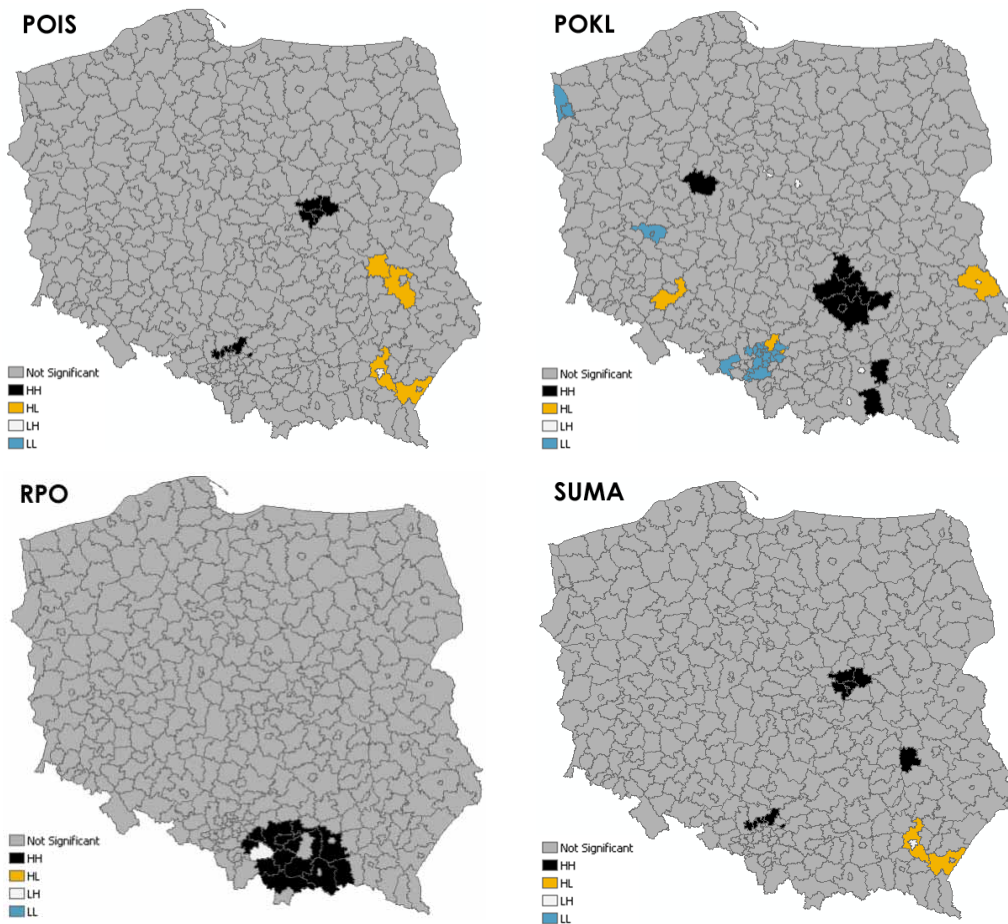 POIS
Not Significant
HH
HL
LH
LL
POKL
Not Significant
HH
HL
LH
LL
RPO
Not Significant
HH
HL
LH
LL
SUMA
Not Significant
HH
HL
LH
LL